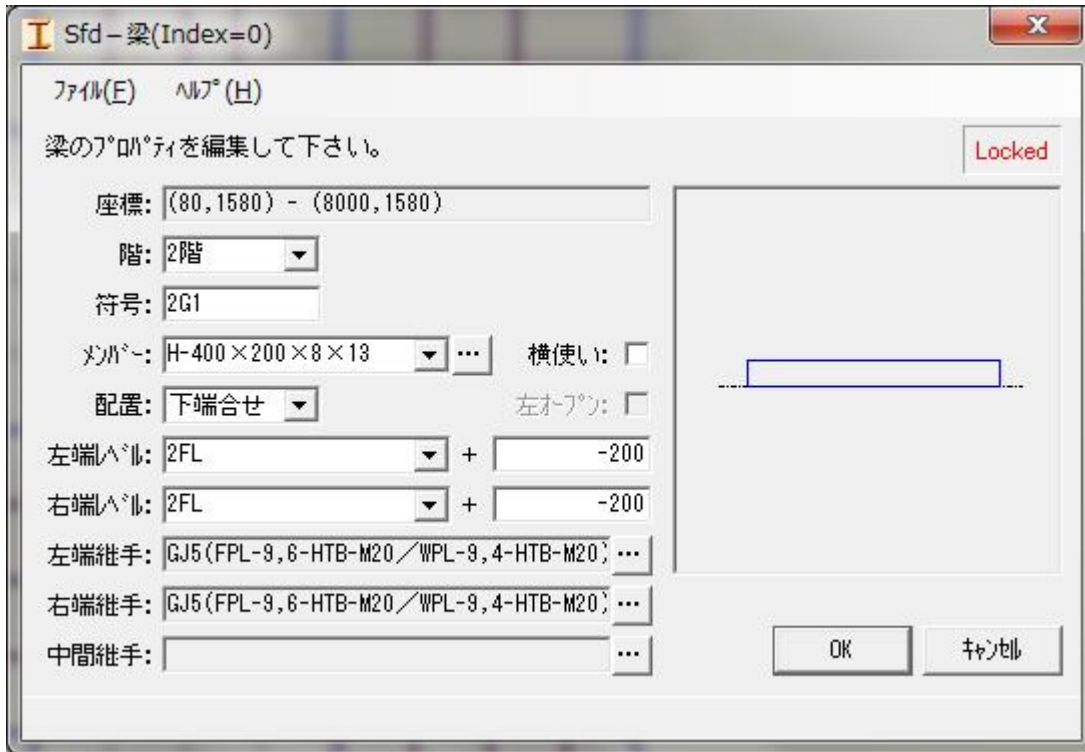 Sfd-梁(Index=0)
ﾌｧｲﾙ(F) ﾍﾙﾌﾟ(H)
梁のﾌﾟﾛﾊﾟﾃｨを編集して下さい。
Locked
座標: (80,1580) - (8000,1580)
階: 2階
符号: 2G1
ﾒﾝﾊﾞｰ: H-400×200×8×13 ... 横使い:
配置: 下端合せ 左ｵｰﾌﾟﾝ:
左端ﾚﾍﾞﾙ: 2FL + -200
右端ﾚﾍﾞﾙ: 2FL + -200
左端継手: GJ5(FPL-9,6-HTB-M20／WPL-9,4-HTB-M20) ...
右端継手: GJ5(FPL-9,6-HTB-M20／WPL-9,4-HTB-M20) ...
中間継手: ...
OK ｷｬﾝｾﾙ